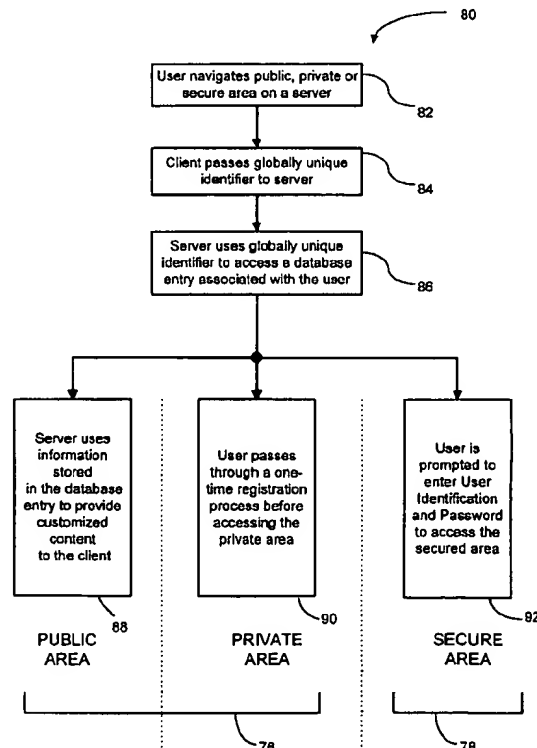 80
User navigates public, private or
secure area on a server
82
Client passes globally unique
identifier to server
84
Server uses globally unique
identifier to access a database
entry associated with the user
86
Server uses
information
stored
in the database
entry to provide
customized
content
to the client
88
User passes
through a one-
time registration
process before
accessing the
private area
90
User is
prompted to
enter User
Identification
and Password
to access the
secured area
92
PUBLIC
AREA
PRIVATE
AREA
SECURE
AREA